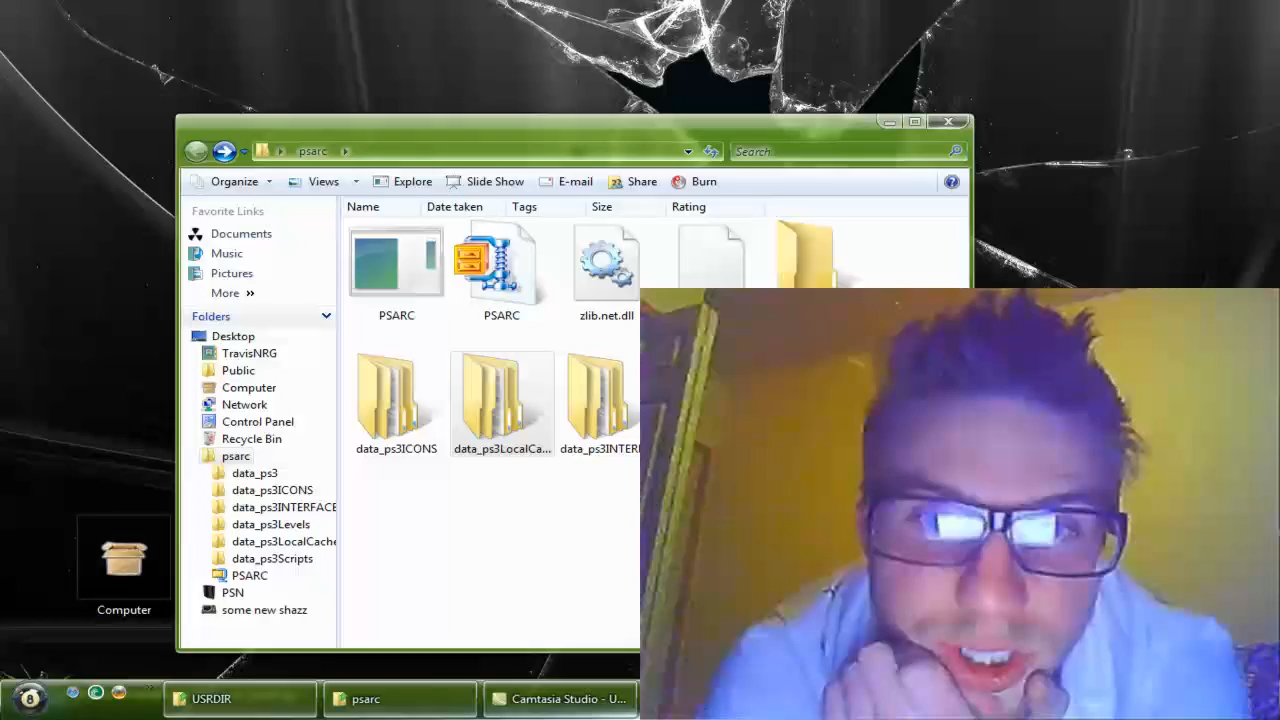 psarc
Search
Organize Views Explore Slide Show E-mail Share Burn
Favorite Links
Name Date taken Tags Size Rating
Documents
Music
Pictures
More »
PSARC PSARC zlib.net.dll
Folders
Desktop
TravisNRG
Public
Computer
Network
Control Panel
Recycle Bin
psarc
data_ps3ICONS data_ps3LocalCa... data_ps3INTERF
data_ps3
data_ps3ICONS
data_ps3INTERFACE
data_ps3Levels
data_ps3LocalCache
data_ps3Scripts
PSARC
PSN
some new shazz
Computer
8 USRDIR psarc Camtasia Studio - U...